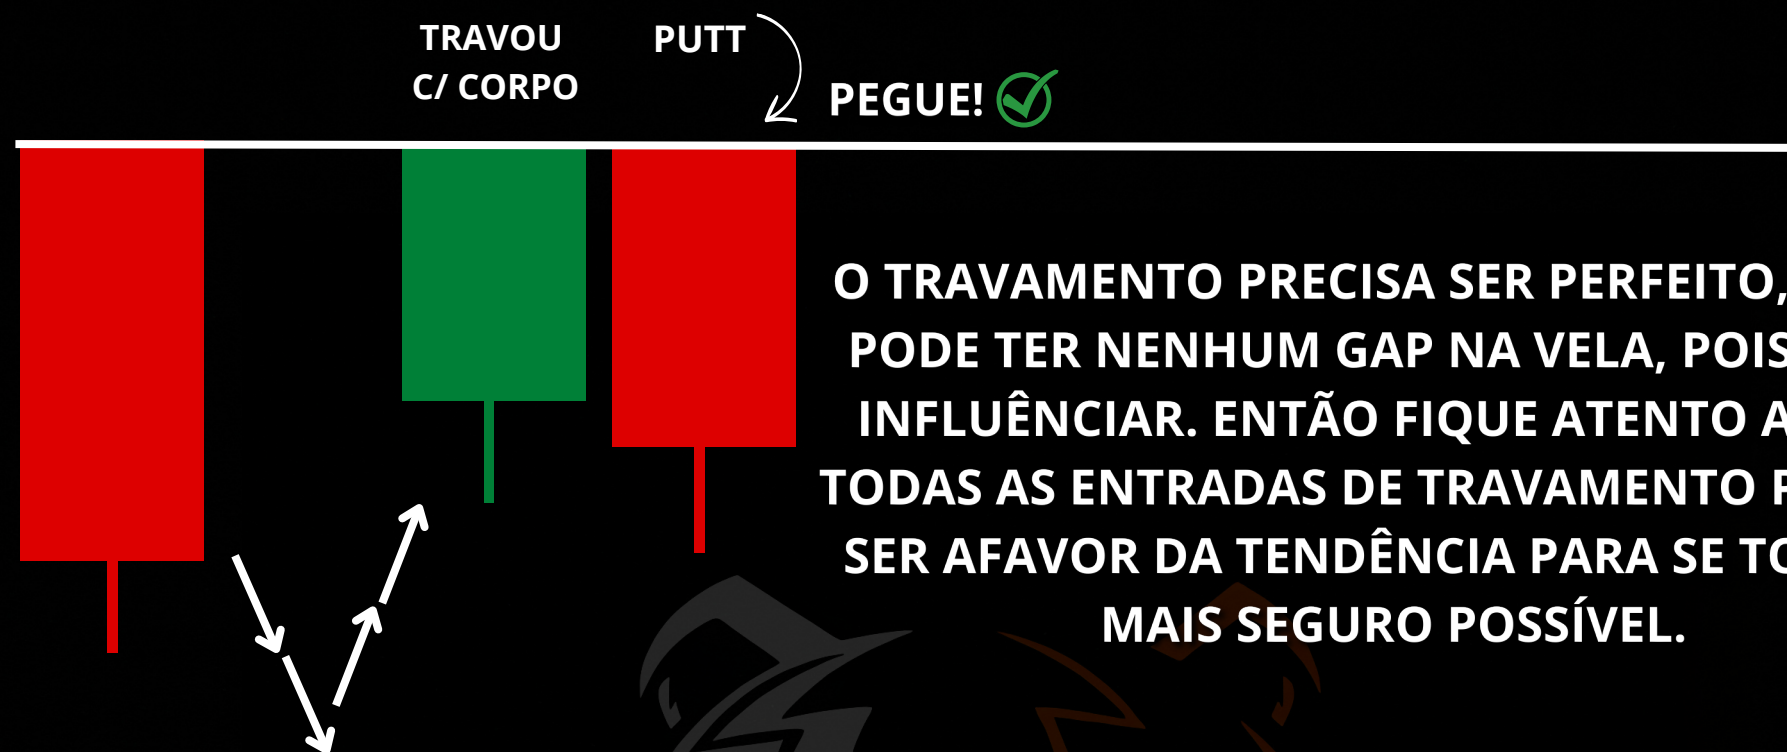 TRAVOU
C/ CORPO
PUTT
PEGUE!
O TRAVAMENTO PRECISA SER PERFEITO,
PODE TER NENHUM GAP NA VELA, POIS
INFLUÊNCIAR. ENTÃO FIQUE ATENTO A
TODAS AS ENTRADAS DE TRAVAMENTO
SER AFAVOR DA TENDÊNCIA PARA SE
MAIS SEGURO POSSÍVEL.